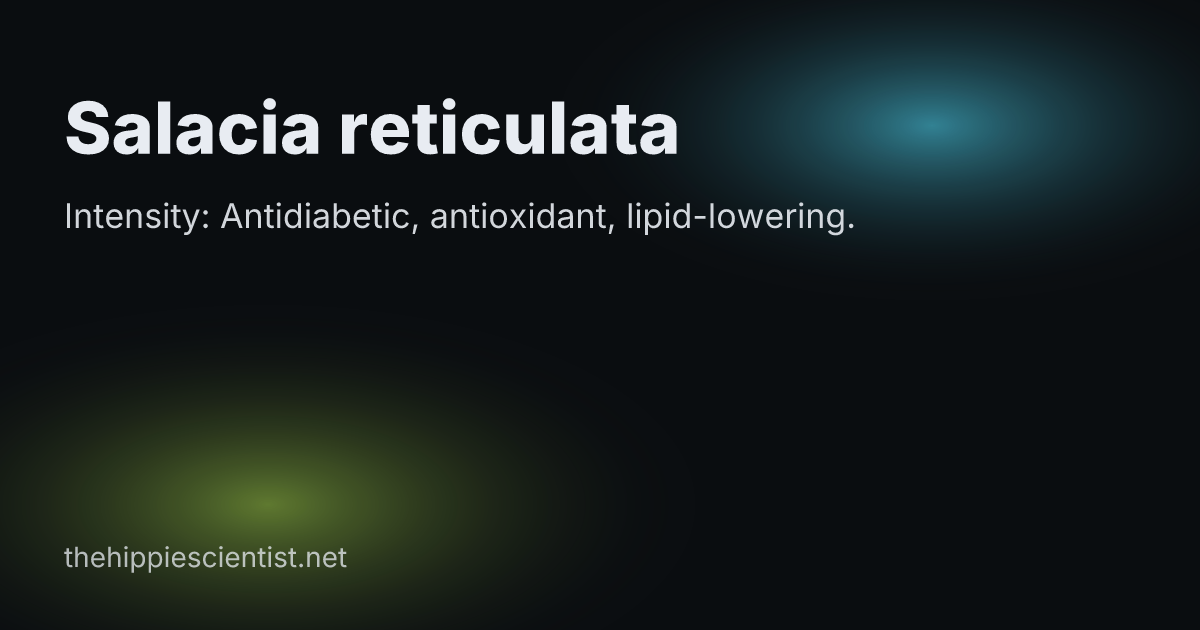 Salacia reticulata
Intensity: Antidiabetic, antioxidant, lipid-lowering.
thehippiescientist.net